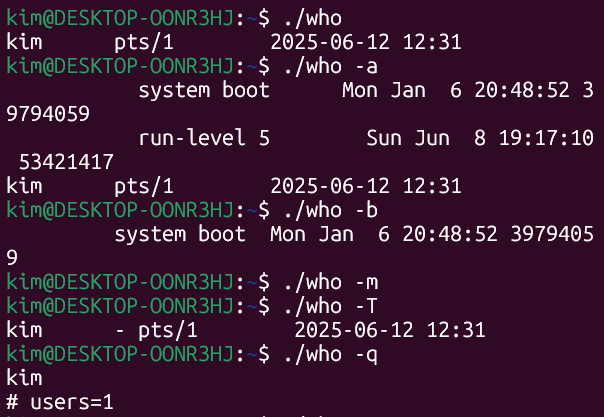 kim@DESKTOP-OONR3HJ:~$ ./who
kim      pts/1        2025-06-12 12:31
kim@DESKTOP-OONR3HJ:~$ ./who -a
           system boot      Mon Jan  6 20:48:52 3
9794059
           run-level 5        Sun Jun  8 19:17:10
 53421417
kim      pts/1        2025-06-12 12:31
kim@DESKTOP-OONR3HJ:~$ ./who -b
         system boot  Mon Jan  6 20:48:52 3979405
9
kim@DESKTOP-OONR3HJ:~$ ./who -m
kim@DESKTOP-OONR3HJ:~$ ./who -T
kim      - pts/1        2025-06-12 12:31
kim@DESKTOP-OONR3HJ:~$ ./who -q
kim
# users=1